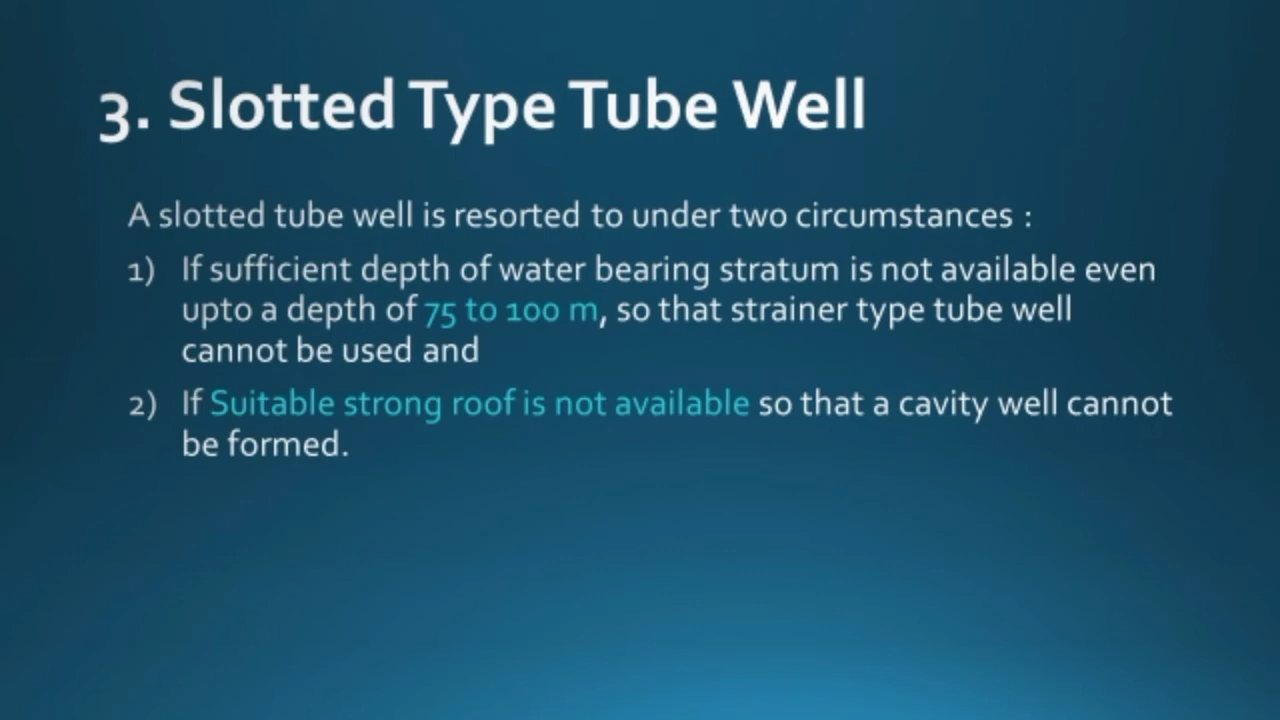 3. Slotted Type Tube Well
A slotted tube well is resorted to under two circumstances :
1) If sufficient depth of water bearing stratum is not available even
upto a depth of 75 to 100 m, so that strainer type tube well
cannot be used and
2) If Suitable strong roof is not available so that a cavity well cannot
be formed.